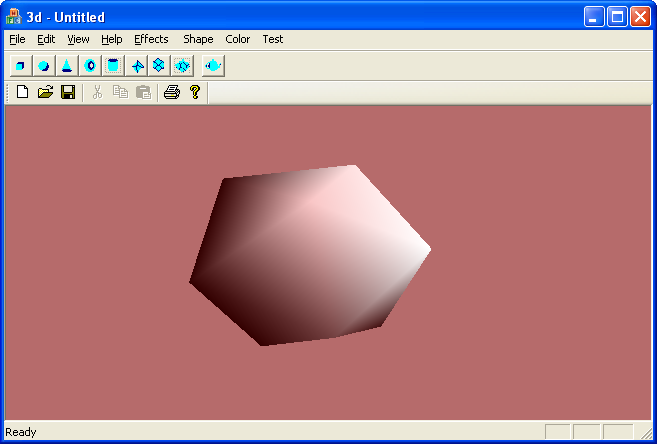 3d - Untitled
File Edit View Help Effects Shape Color Test
Ready